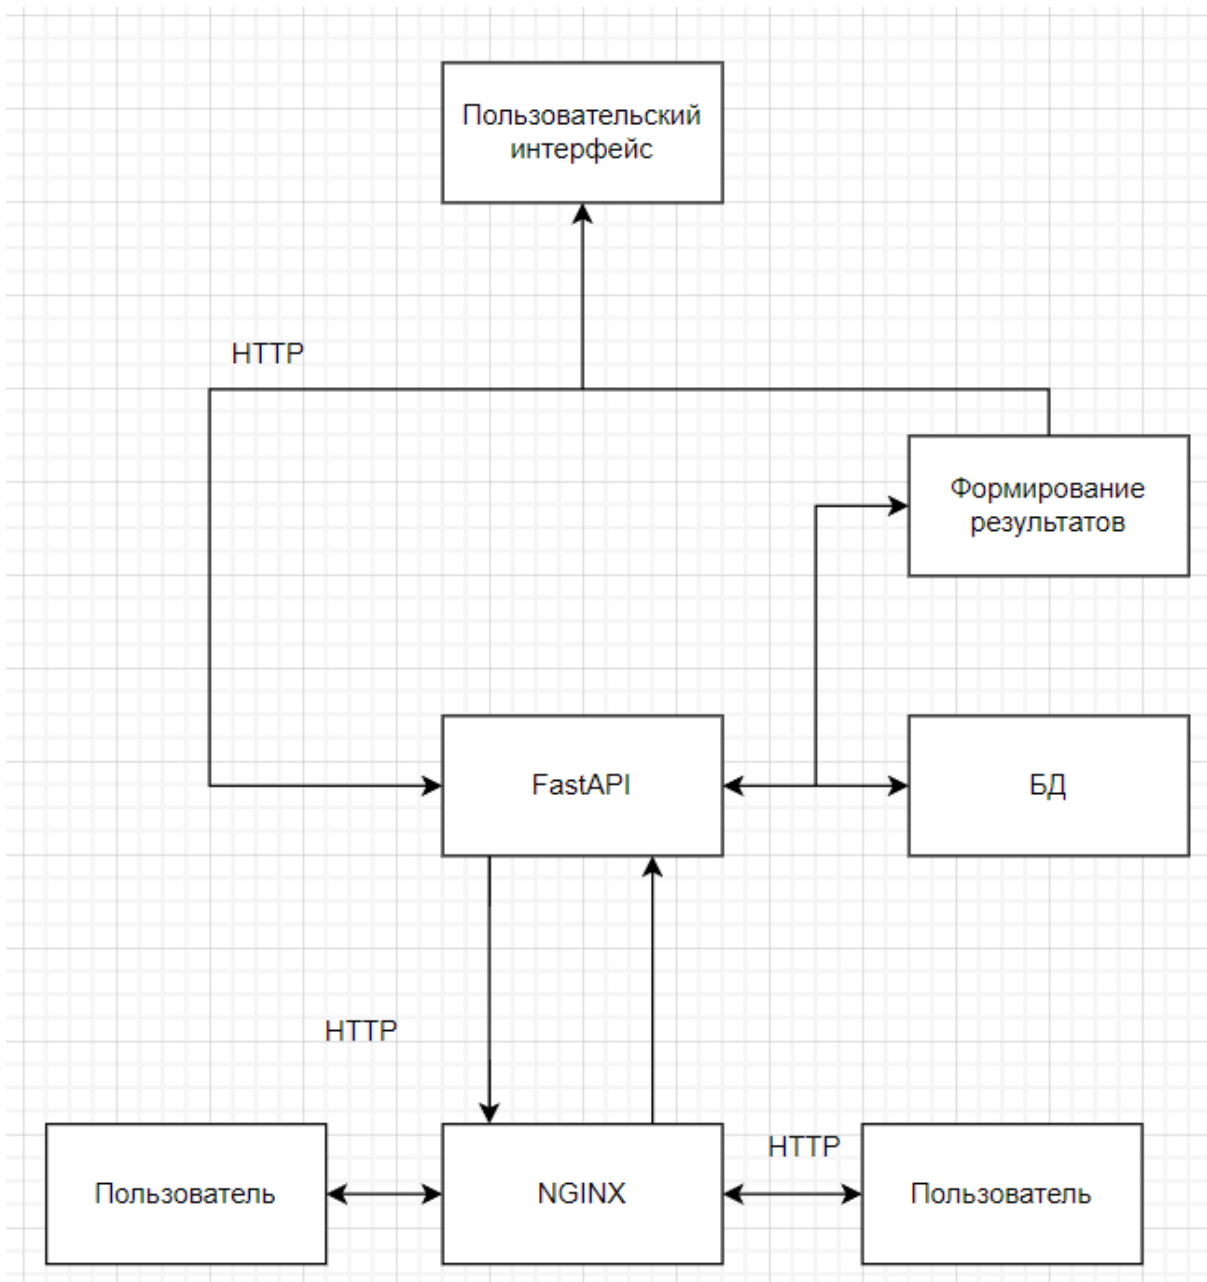 Пользовательский
интерфейс
HTTP
Формирование
результатов
FastAPI
БД
HTTP
HTTP
Пользователь
NGINX
Пользователь